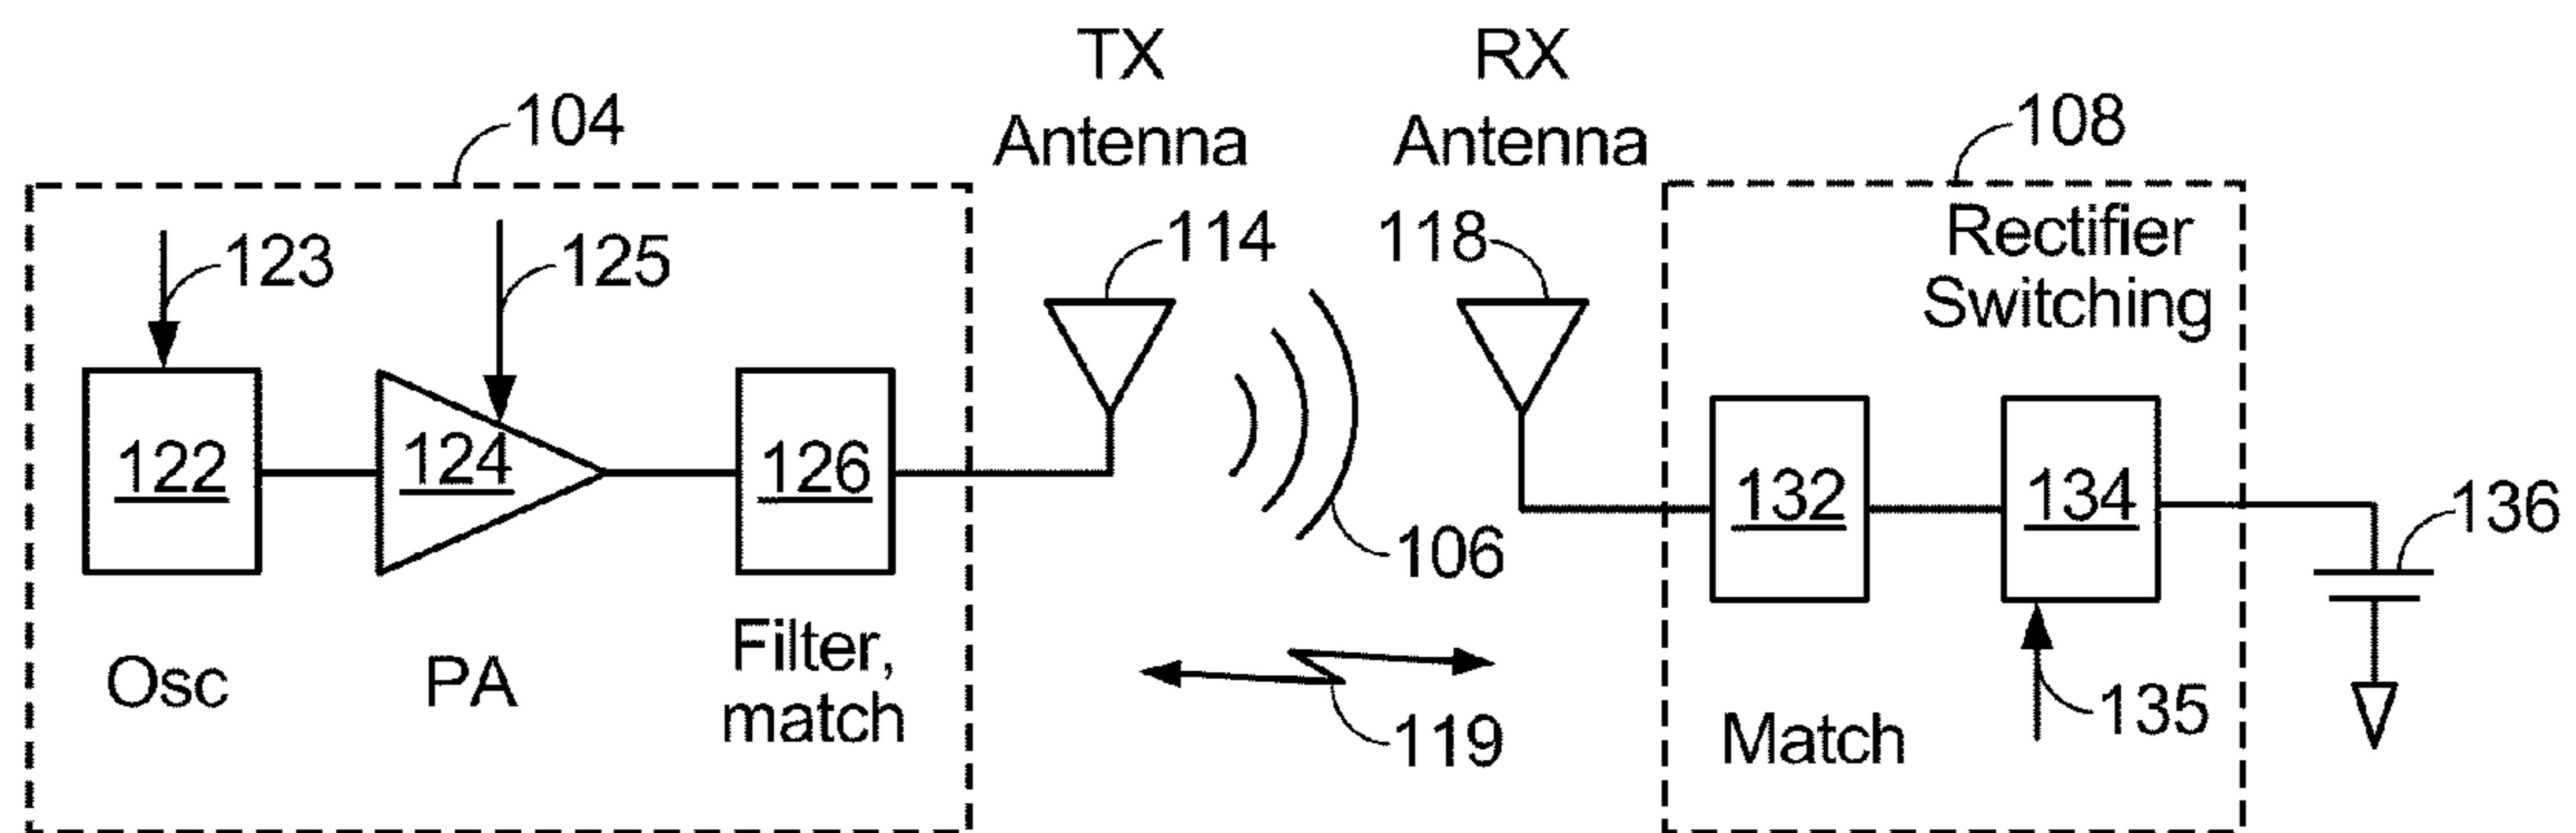 TX
Antenna
RX
Antenna
104
108
123
125
114
118
Rectifier
Switching
122
124
126
132
134
136
106
Osc
PA
Filter,
match
119
Match
135